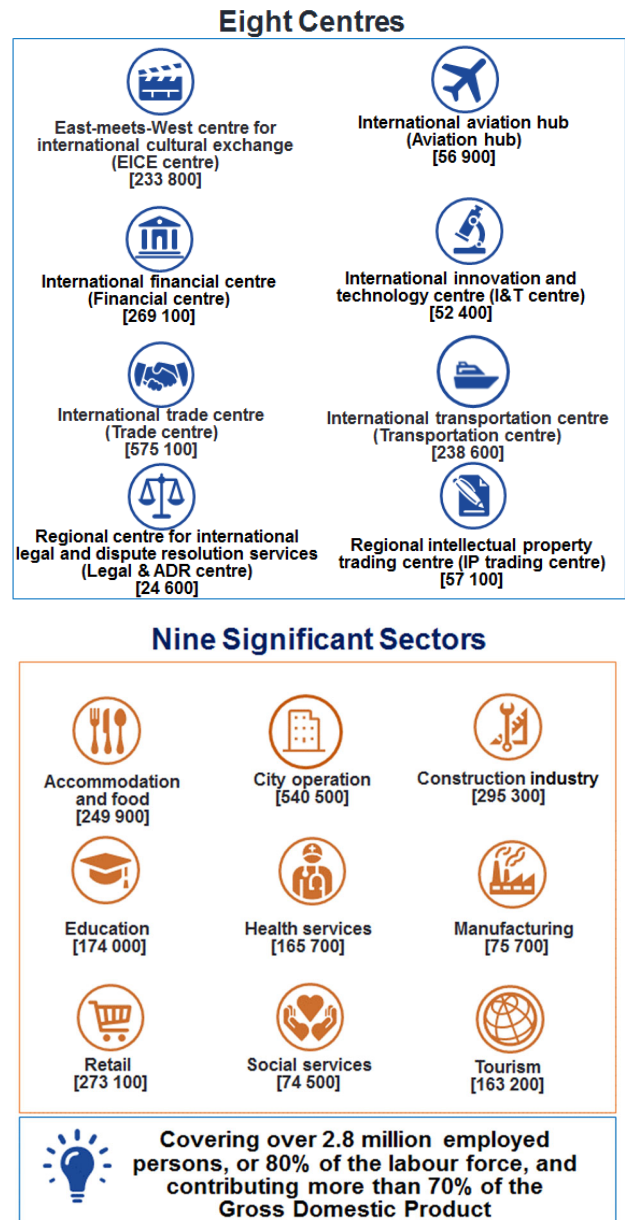 Eight Centres
East-meets-West centre for
international cultural exchange
(EICE centre)
[233 800]
International aviation hub
(Aviation hub)
[56 900]
International financial centre
(Financial centre)
[269 100]
International innovation and
technology centre (I&T centre)
[52 400]
International trade centre
(Trade centre)
[575 100]
International transportation centre
(Transportation centre)
[238 600]
Regional centre for international
legal and dispute resolution services
(Legal & ADR centre)
[24 600]
Regional intellectual property
trading centre (IP trading centre)
[57 100]
Nine Significant Sectors
Accommodation
and food
[249 900]
City operation
[540 500]
Construction industry
[295 300]
Education
[174 000]
Health services
[165 700]
Manufacturing
[75 700]
Retail
[273 100]
Social services
[74 500]
Tourism
[163 200]
Covering over 2.8 million employed
persons, or 80% of the labour force, and
contributing more than 70% of the
Gross Domestic Product